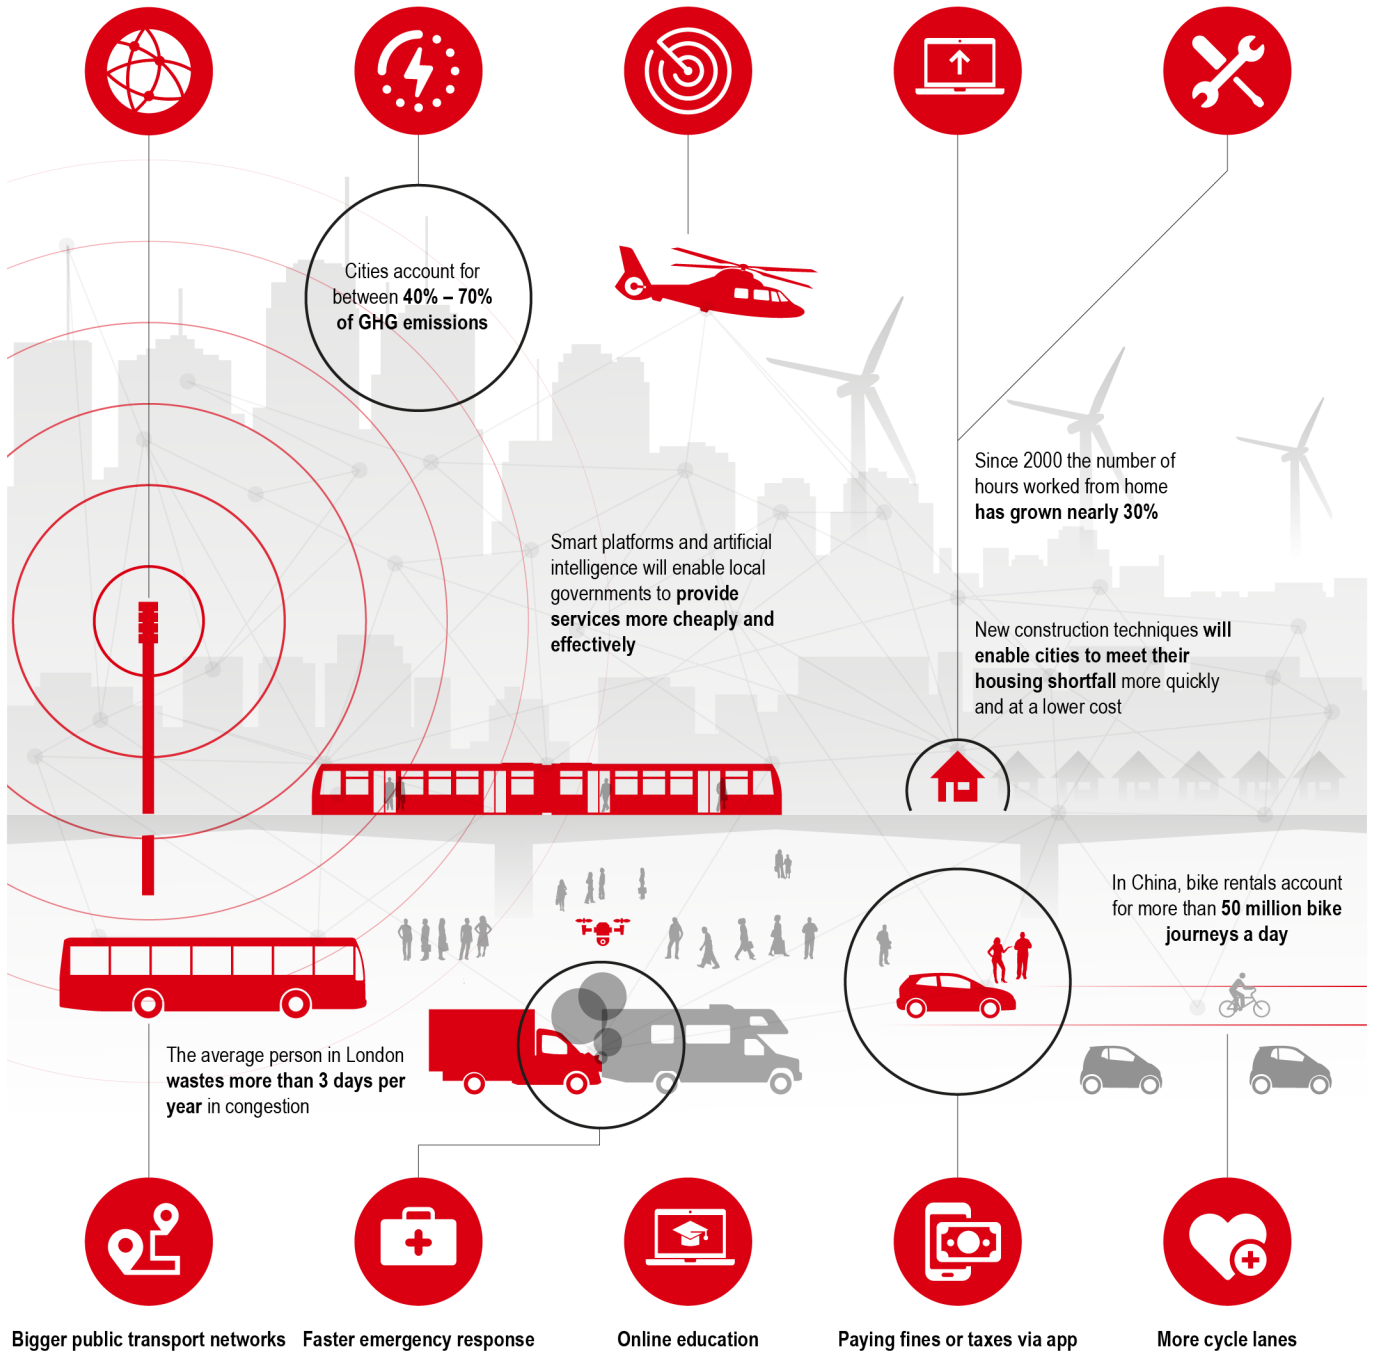 Cities account for
between 40% – 70%
of GHG emissions
Since 2000 the number of
hours worked from home
has grown nearly 30%
Smart platforms and artificial
intelligence will enable local
governments to provide
services more cheaply and
effectively
New construction techniques will
enable cities to meet their
housing shortfall more quickly
and at a lower cost
In China, bike rentals account
for more than 50 million bike
journeys a day
The average person in London
wastes more than 3 days per
year in congestion
Bigger public transport networks
Faster emergency response
Online education
Paying fines or taxes via app
More cycle lanes